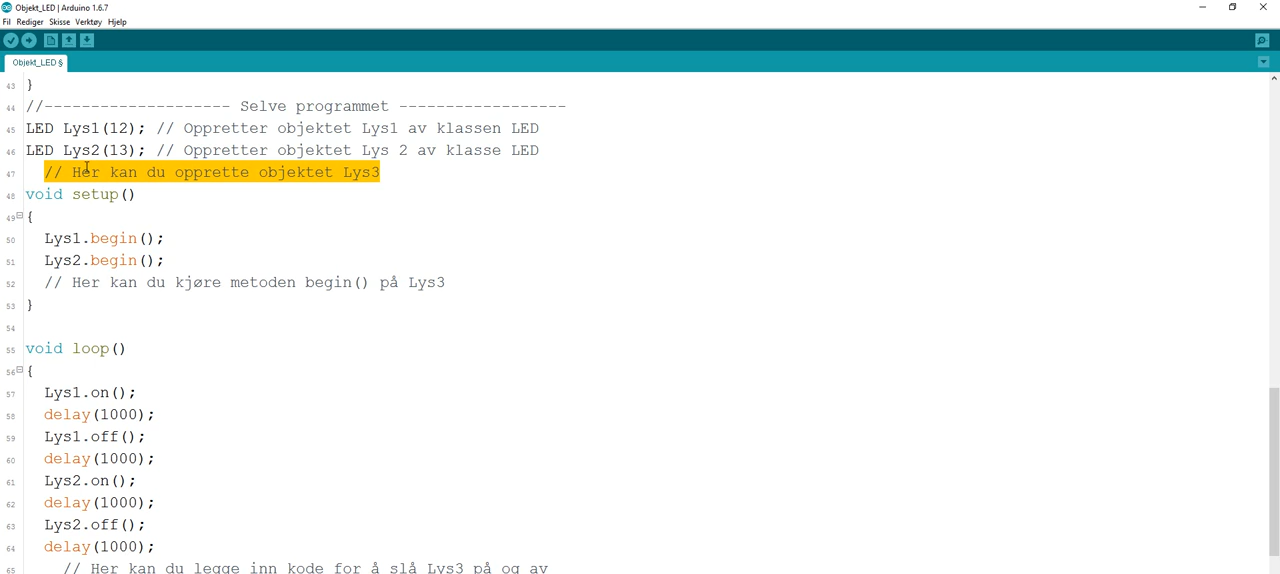 Objekt_LED | Arduino 1.6.7
Fil Rediger Skisse Verktøy Hjelp
Objekt_LED §
43 }
44 //-------------------- Selve programmet ------------------
45 LED Lys1(12); // Oppretter objektet Lys1 av klassen LED
46 LED Lys2(13); // Oppretter objektet Lys 2 av klasse LED
47 // Her kan du opprette objektet Lys3
48 void setup()
49 {
50 Lys1.begin();
51 Lys2.begin();
52 // Her kan du kjøre metoden begin() på Lys3
53 }
54
55 void loop()
56 {
57 Lys1.on();
58 delay(1000);
59 Lys1.off();
60 delay(1000);
61 Lys2.on();
62 delay(1000);
63 Lys2.off();
64 delay(1000);
65 // Her kan du legge inn kode for å slå Lys3 på og av